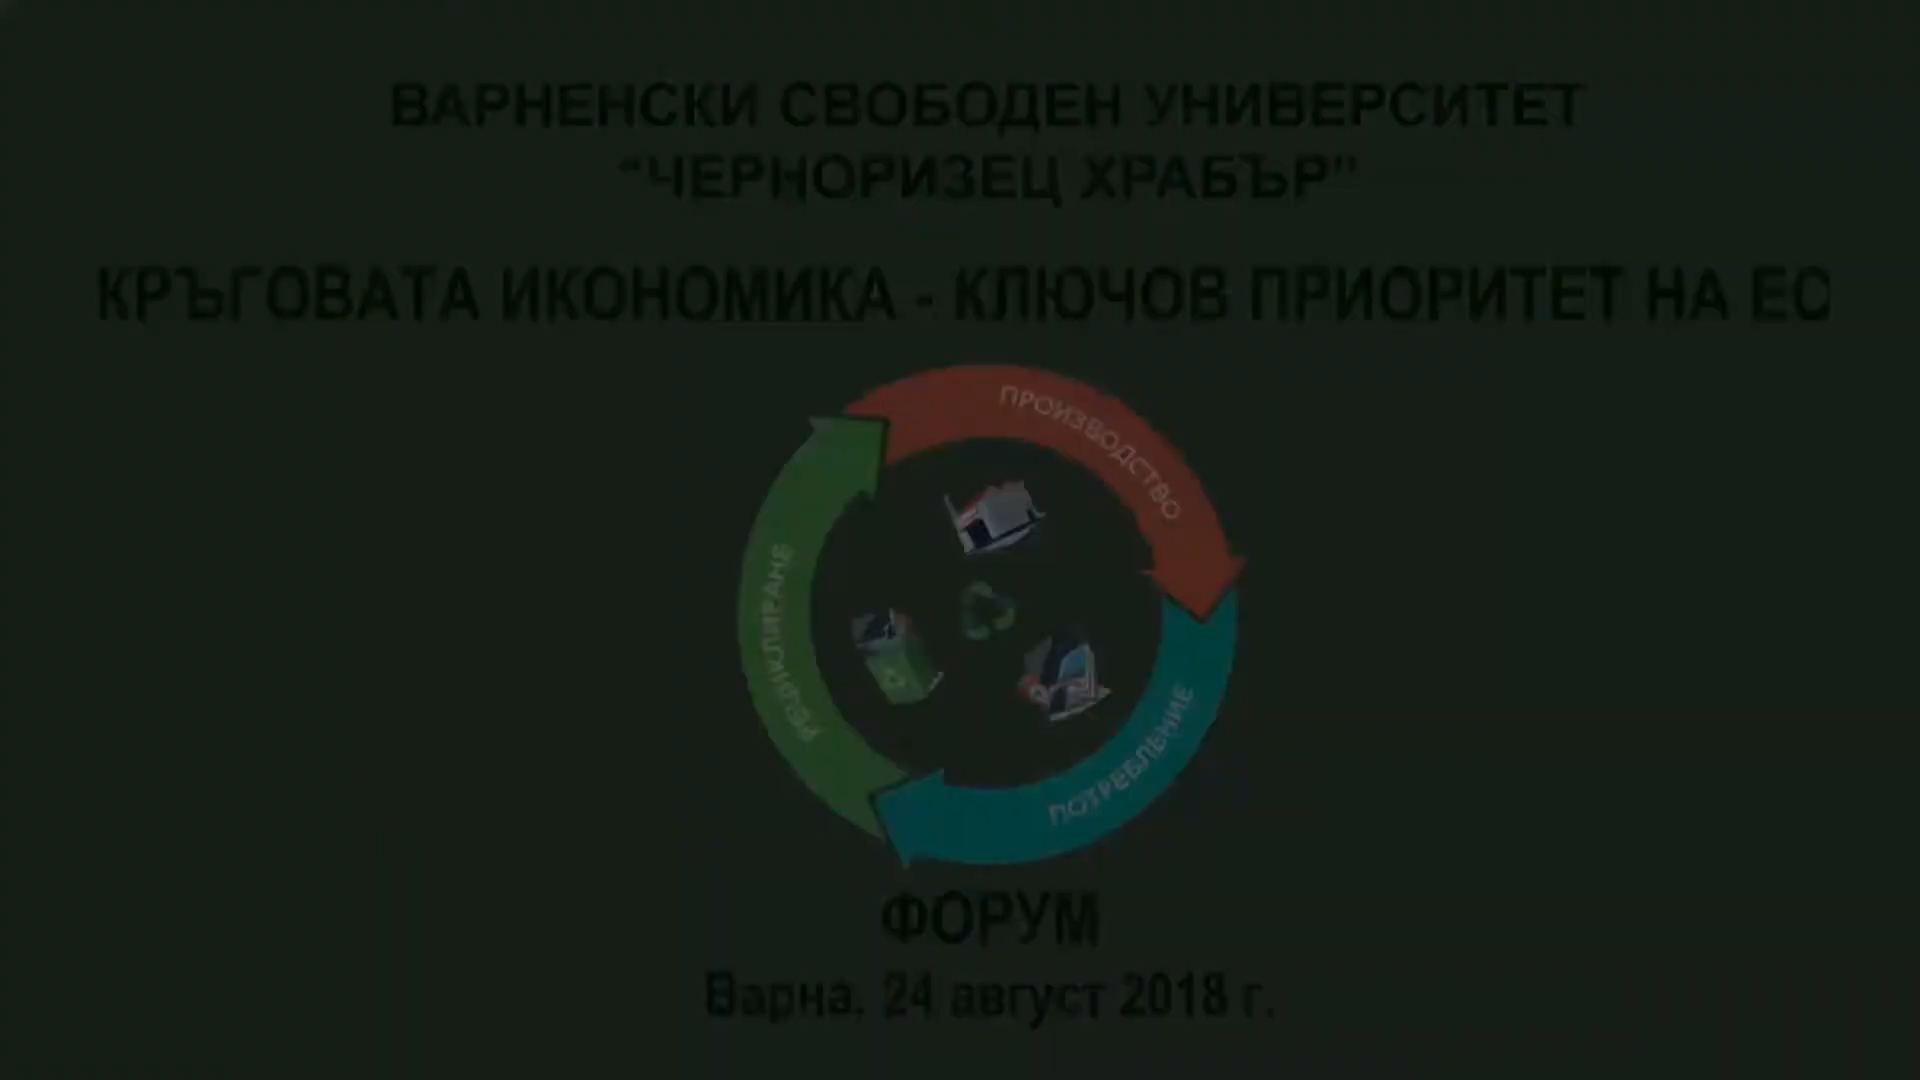 ВАРНЕНСКИ СВОБОДЕН УНИВЕРСИТЕТ
"ЧЕРНОРИЗЕЦ ХРАБЪР"
КРЪГОВАТА ИКОНОМИКА - КЛЮЧОВ ПРИОРИТЕТ НА ЕС
ПРОИЗВОДСТВО
РЕЦИКЛИРАНЕ
ПОТРЕБЛЕНИЕ
ФОРУМ
Варна, 24 август 2018 г.